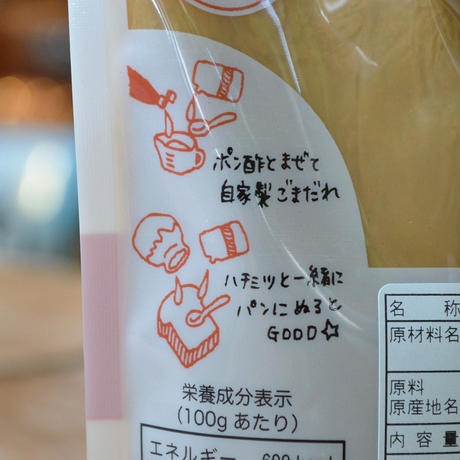 ポン酢とまぜて
自家製ごまだれ
ハチミツと一緒に
パンにぬると
GOOD☆
栄養成分表示
(100gあたり)
エネルギー
名 称
原材料名
原料
原産地名
内容量